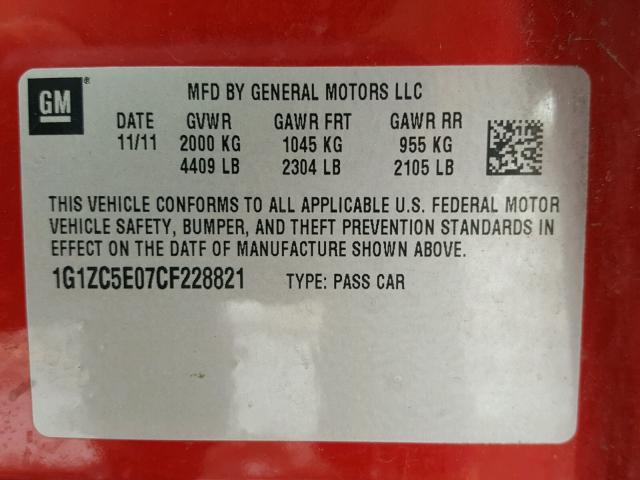 GM ®
MFD BY GENERAL MOTORS LLC
DATE GVWR GAWR FRT GAWR RR
11/11 2000 KG 1045 KG 955 KG
4409 LB 2304 LB 2105 LB
THIS VEHICLE CONFORMS TO ALL APPLICABLE U.S. FEDERAL MOTOR
VEHICLE SAFETY, BUMPER, AND THEFT PREVENTION STANDARDS IN
EFFECT ON THE DATF OF MANUFACTURE SHOWN ABOVE.
1G1ZC5E07CF228821 TYPE: PASS CAR